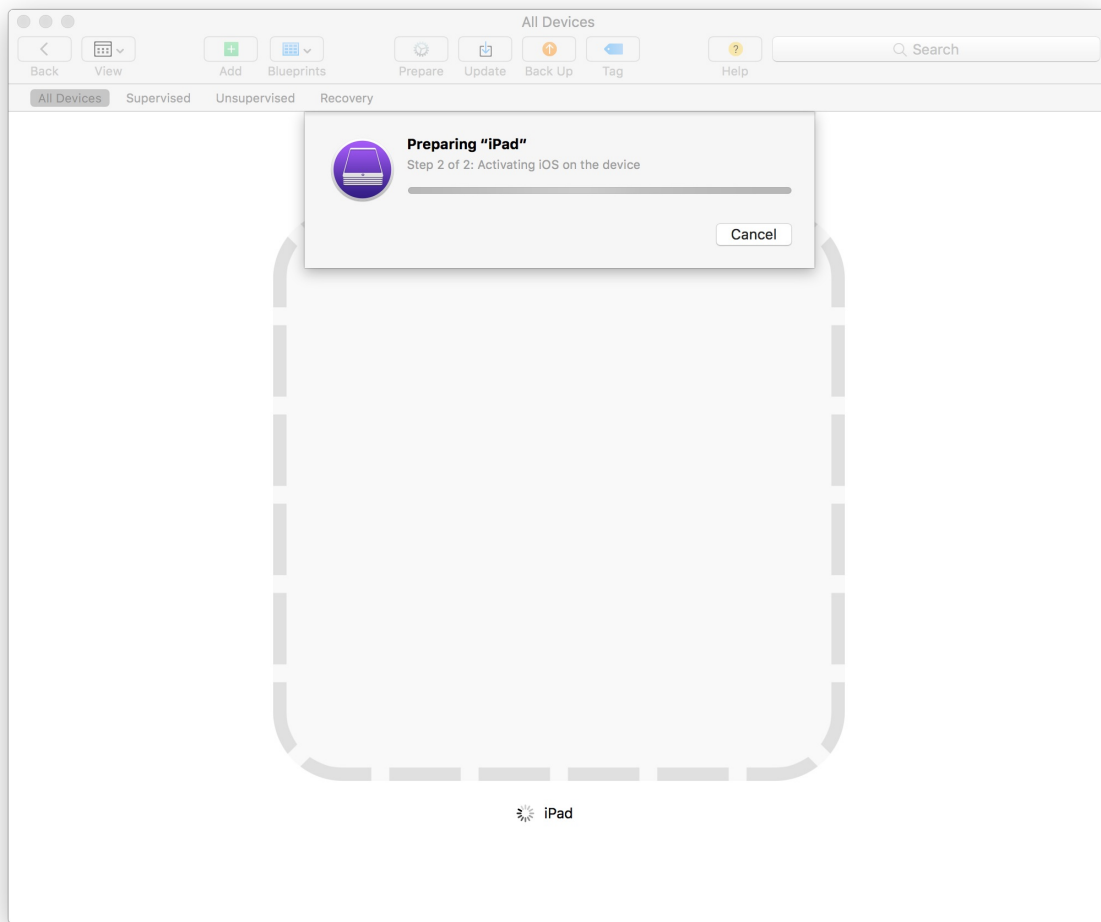 All Devices
Back View Add Blueprints Prepare Update Back Up Tag ? Help Search
All Devices Supervised Unsupervised Recovery
Preparing “iPad”
Step 2 of 2: Activating iOS on the device
Cancel
iPad